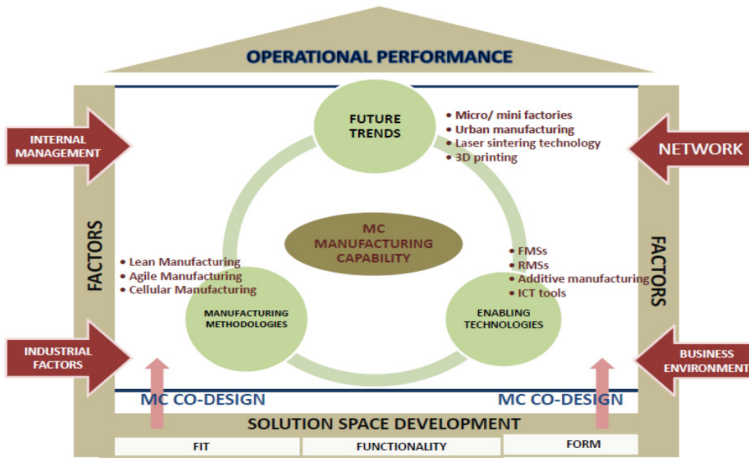 OPERATIONAL PERFORMANCE
FUTURE
TRENDS
• Micro/ mini factories
• Urban manufacturing
• Laser sintering technology
• 3D printing
INTERNAL
MANAGEMENT
NETWORK
MC
MANUFACTURING
CAPABILITY
FACTORS
FACTORS
• Lean Manufacturing
• Agile Manufacturing
• Cellular Manufacturing
• FMSs
• RMSs
• Additive manufacturing
• ICT tools
MANUFACTURING
METHODOLOGIES
ENABLING
TECHNOLOGIES
INDUSTRIAL
FACTORS
BUSINESS
ENVIRONMENT
MC CO-DESIGN
MC CO-DESIGN
SOLUTION SPACE DEVELOPMENT
FIT
FUNCTIONALITY
FORM